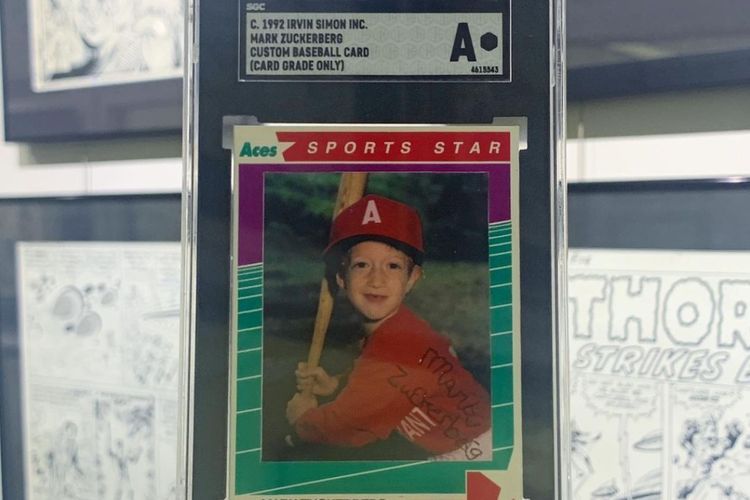 SGC
C. 1992 IRVIN SIMON INC.
MARK ZUCKERBERG
CUSTOM BASEBALL CARD
(CARD GRADE ONLY)
A
4615543
Aces SPORTS STAR
A
Mark
Zuckerberg
THOR
STRIKES